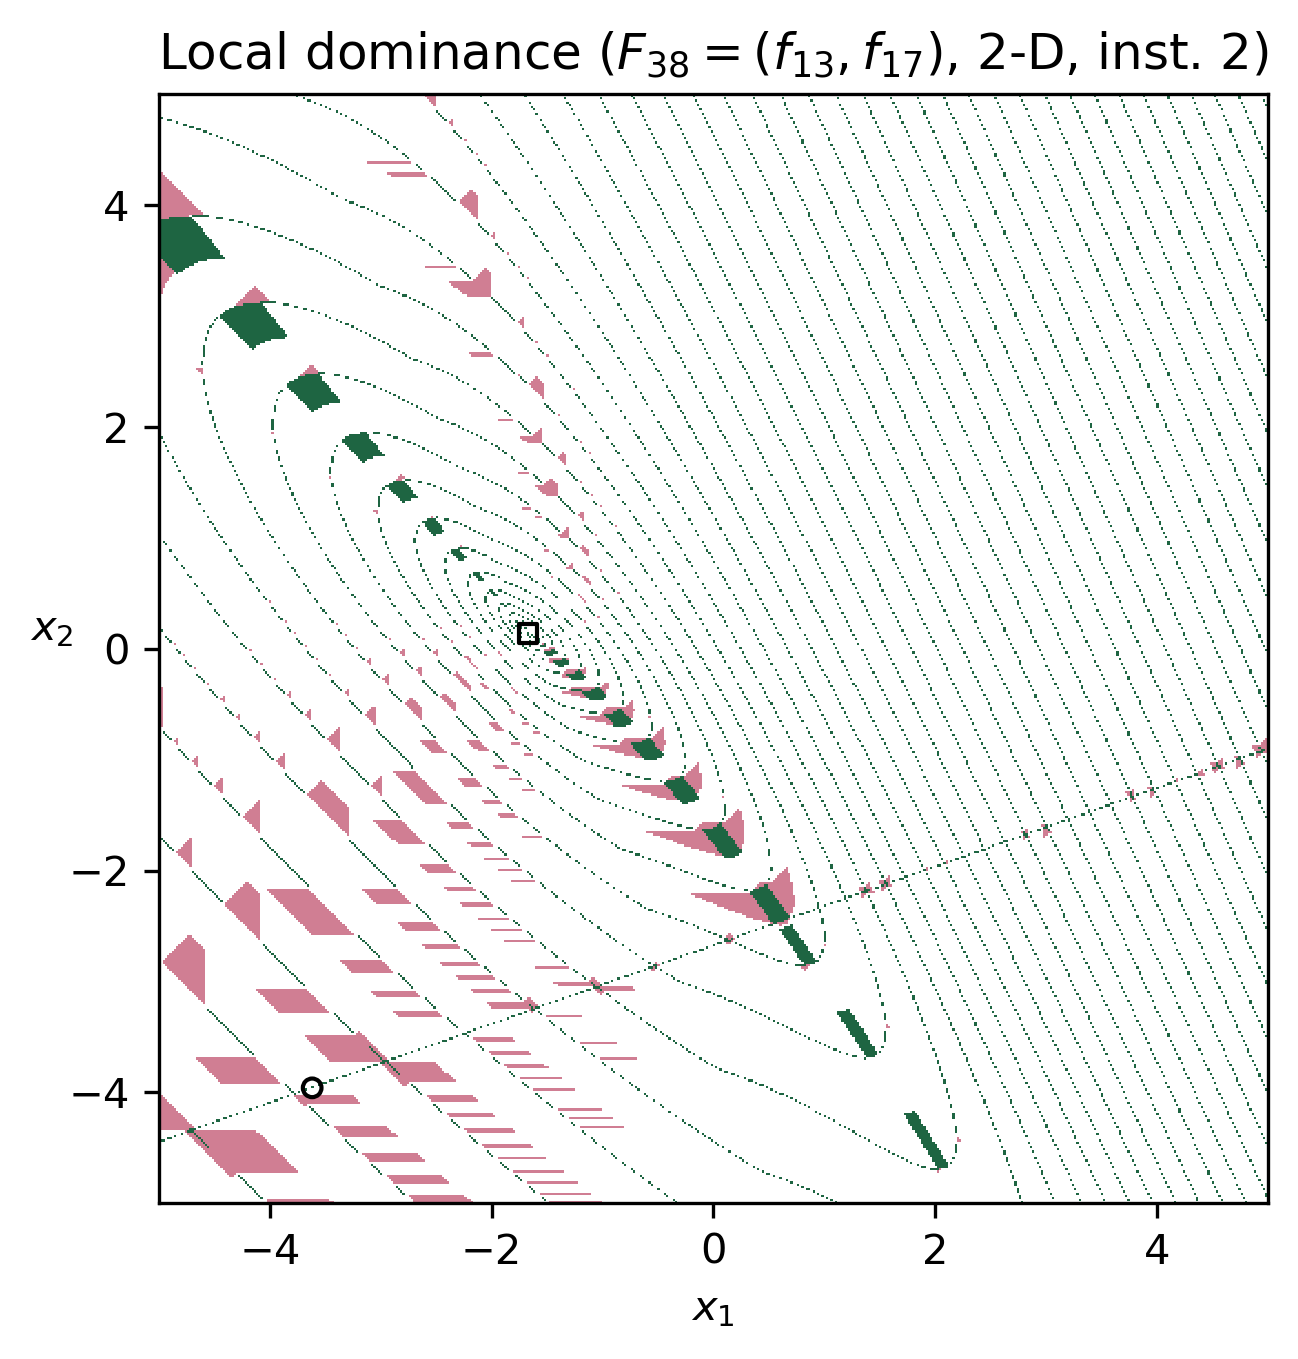 Local dominance (F₃₈ = (f₁₃, f₁₇), 2-D, inst. 2)
4
2
x₂
0
−2
−4
−4 −2 0 2 4
x₁